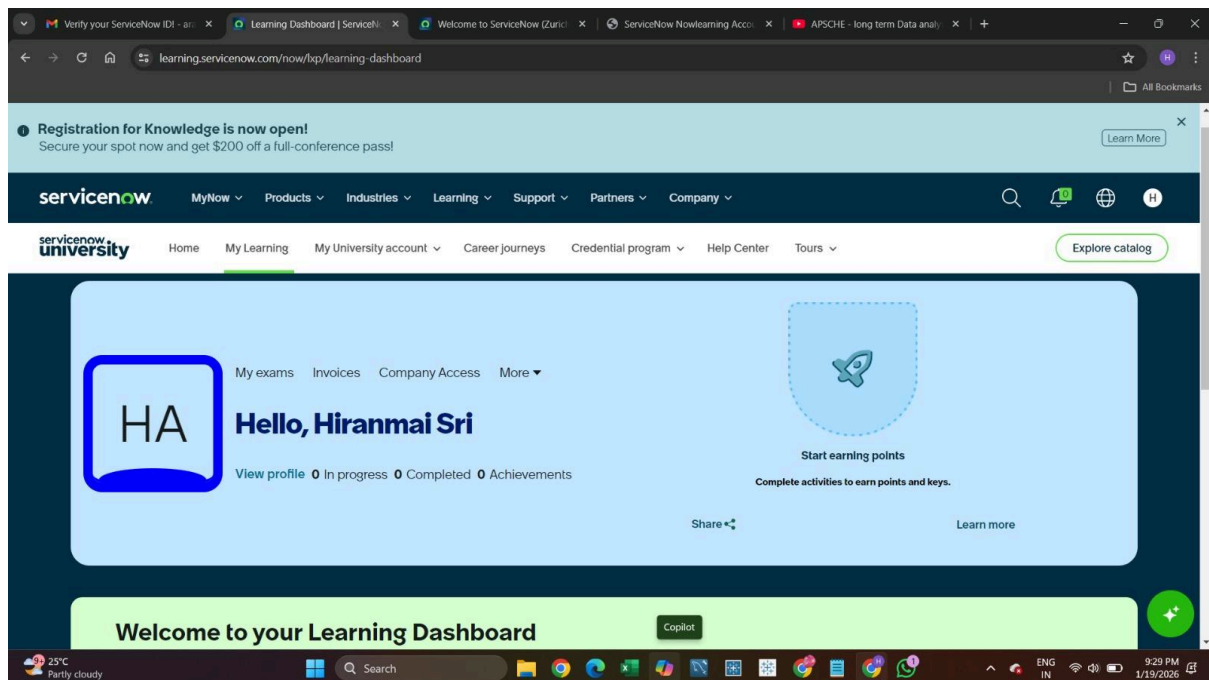 Verify your ServiceNow ID! - ara
Learning Dashboard | ServiceN
Welcome to ServiceNow (Zuric
ServiceNow Nowlearning Acco
APSCHE - long term Data analy
learning.servicenow.com/now/lxp/learning-dashboard
H
All Bookmarks
Registration for Knowledge is now open!
Secure your spot now and get $200 off a full-conference pass!
Learn More
servicenow
MyNow
Products
Industries
Learning
Support
Partners
Company
0
H
servicenow
university
Home
My Learning
My University account
Career journeys
Credential program
Help Center
Tours
Explore catalog
My exams
Invoices
Company Access
More
HA
Hello, Hiranmai Sri
View profile 0 In progress 0 Completed 0 Achievements
Start earning points
Complete activities to earn points and keys.
Share
Learn more
Welcome to your Learning Dashboard
Copilot
9+
25°C
Partly cloudy
Search
1
ENG
IN
9:29 PM
1/19/2026